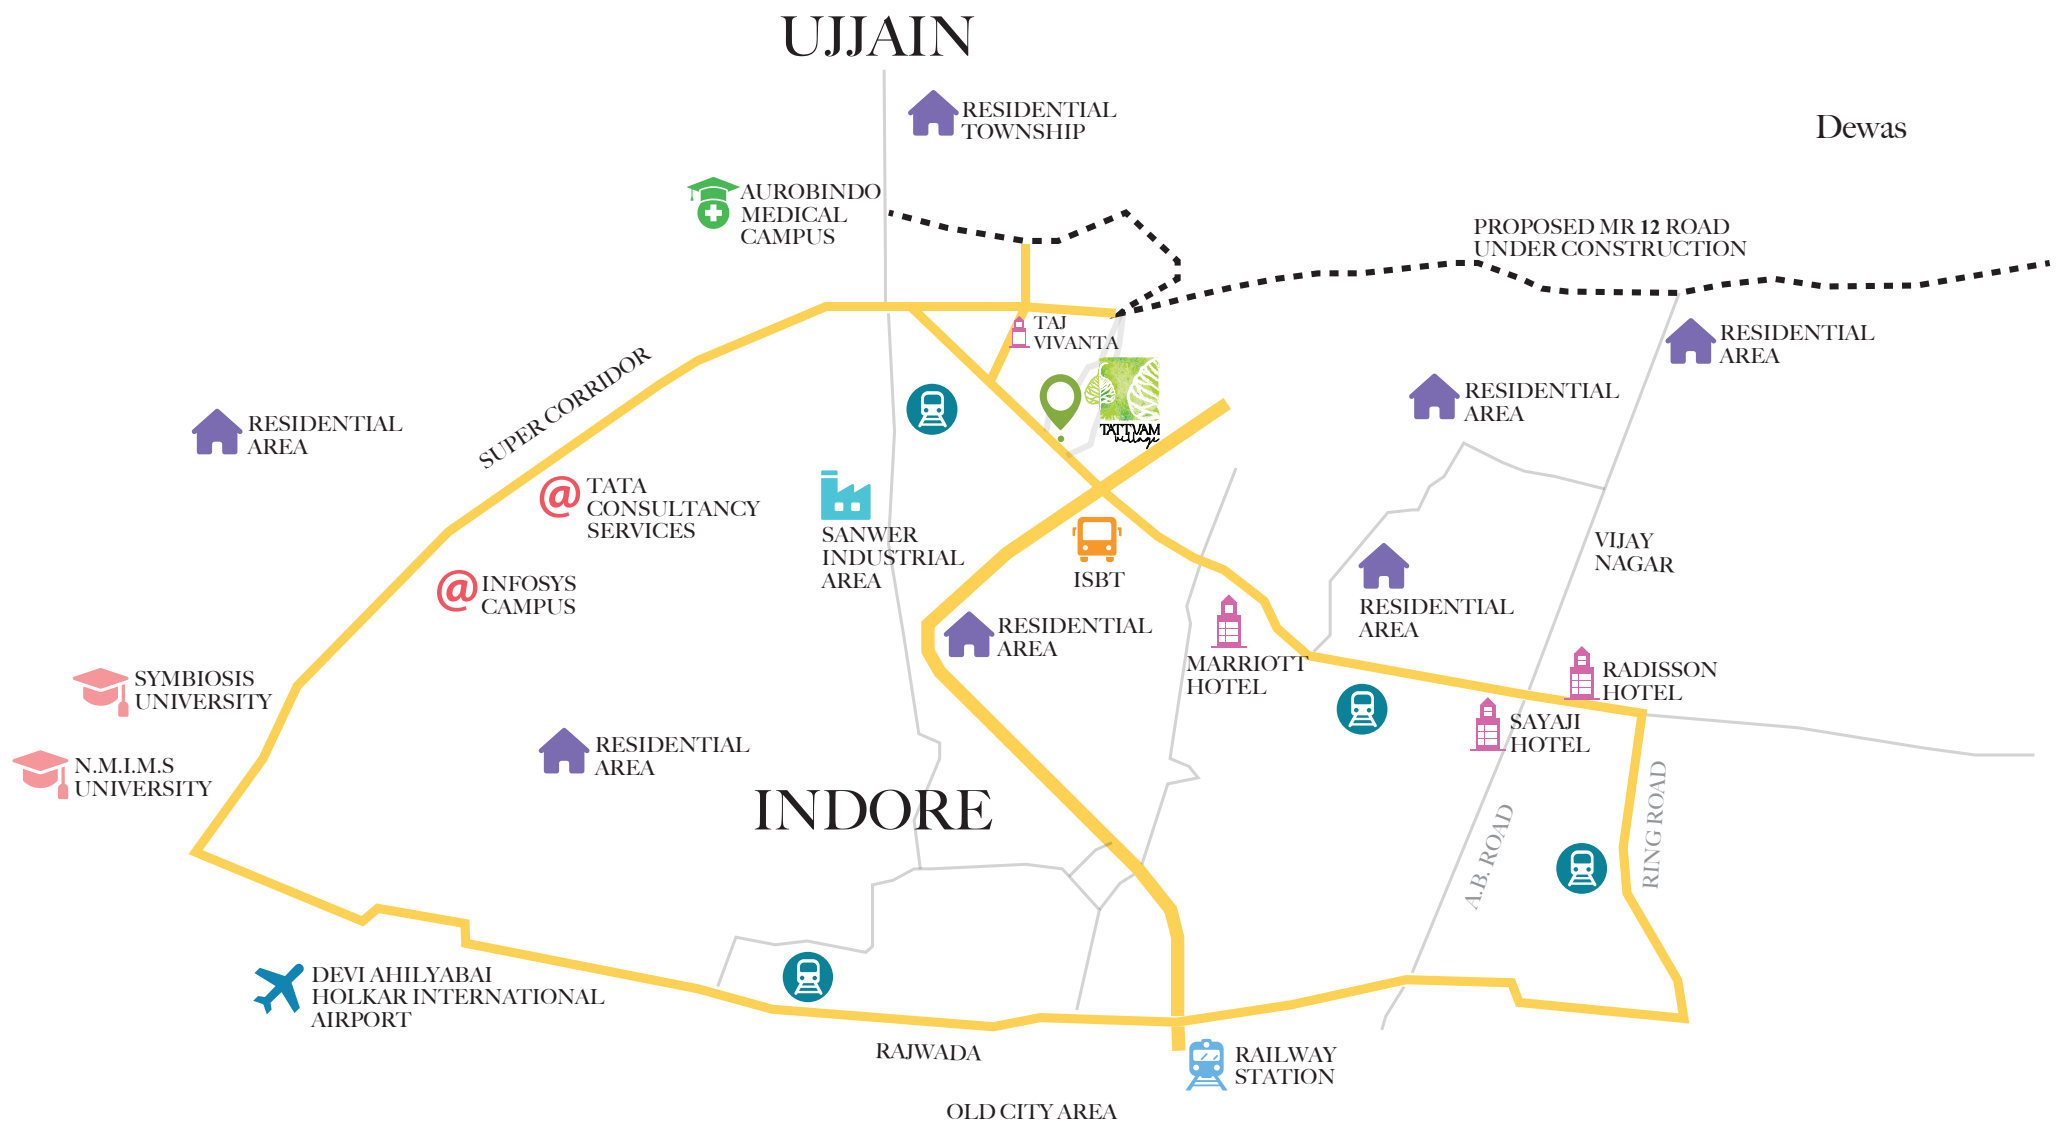 UJJAIN
RESIDENTIAL
TOWNSHIP
Dewas
AUROBINDO
MEDICAL
CAMPUS
PROPOSED MR 12 ROAD
UNDER CONSTRUCTION
TAJ
VIVANTA
RESIDENTIAL
AREA
SUPER CORRIDOR
RESIDENTIAL
AREA
RESIDENTIAL
AREA
TATTVAM
village
@ TATA
CONSULTANCY
SERVICES
SANWER
INDUSTRIAL
AREA
ISBT
VIJAY
NAGAR
@ INFOSYS
CAMPUS
RESIDENTIAL
AREA
RESIDENTIAL
AREA
MARRIOTT
HOTEL
RADISSON
HOTEL
SAYAJI
HOTEL
SYMBIOSIS
UNIVERSITY
N.M.I.M.S
UNIVERSITY
RESIDENTIAL
AREA
INDORE
A.B. ROAD
RING ROAD
DEVI AHILYABAI
HOLKAR INTERNATIONAL
AIRPORT
RAJWADA
RAILWAY
STATION
OLD CITY AREA